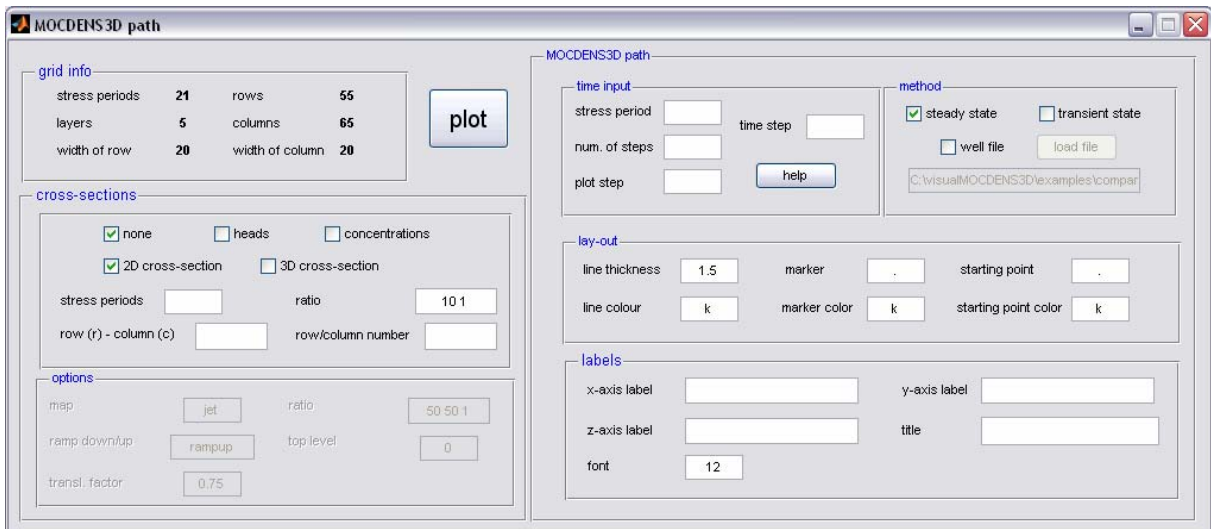 MOCDENS3D path
grid info
stress periods 21 rows 55
layers 5 columns 65
width of row 20 width of column 20
plot
cross-sections
none heads concentrations
2D cross-section 3D cross-section
stress periods ratio 10 1
row (r) - column (c) row/column number
options
map jet ratio 50 50 1
ramp down/up rampup top level 0
transl. factor 0.75
MOCDENS3D path
time input
stress period time step
num. of steps
plot step help
method
steady state transient state
well file load file
C:\visualMOCDENS3D\examples\compar
lay-out
line thickness 1.5 marker . starting point .
line colour k marker color k starting point color k
labels
x-axis label y-axis label
z-axis label title
font 12